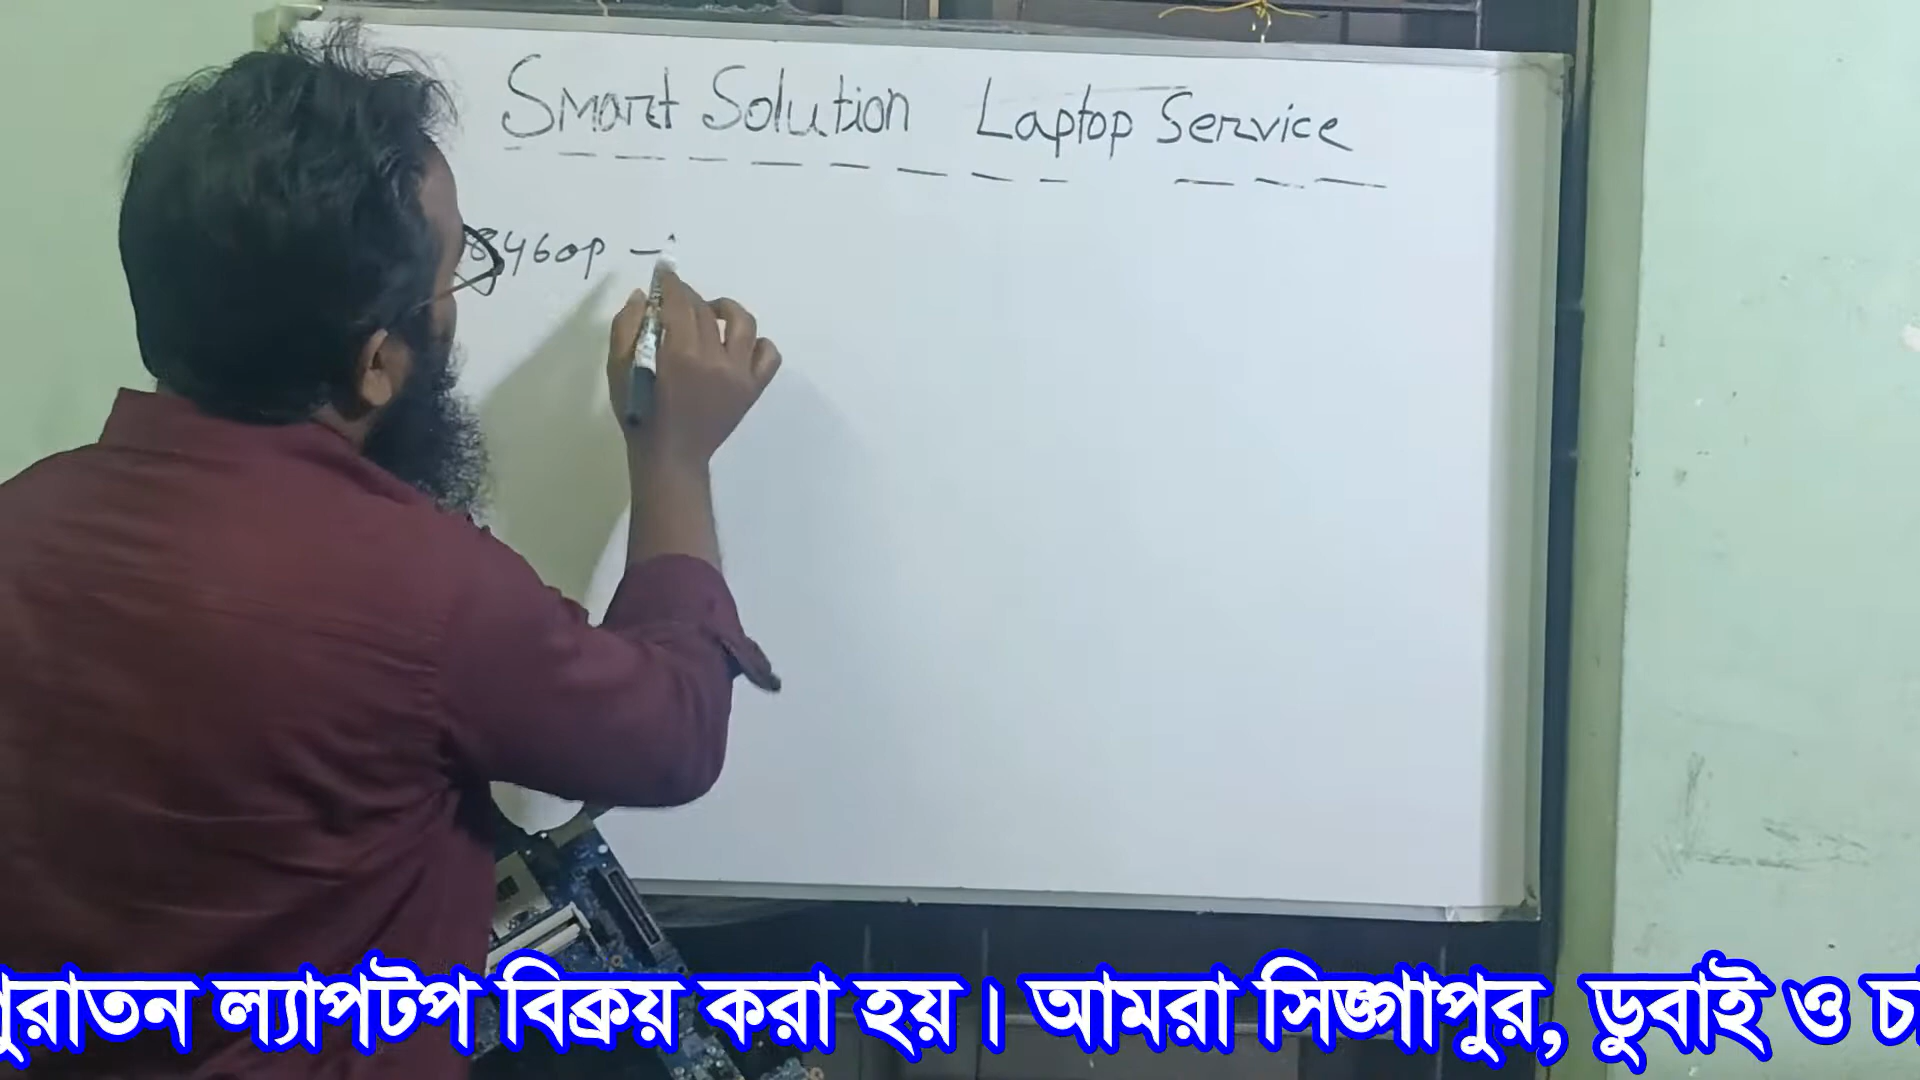 Smart Solution Laptop Service
8460p –
পুরাতন ল্যাপটপ বিক্রয় করা হয়। আমরা সিঙ্গাপুর, ডুবাই ও